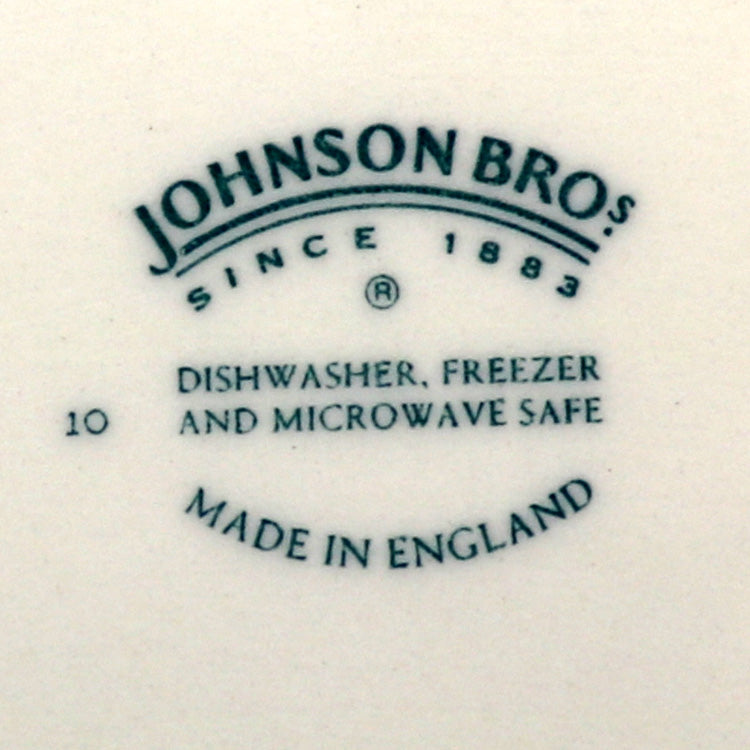 JOHNSON BROS.
SINCE 1883
®
DISHWASHER, FREEZER
10 AND MICROWAVE SAFE
MADE IN ENGLAND